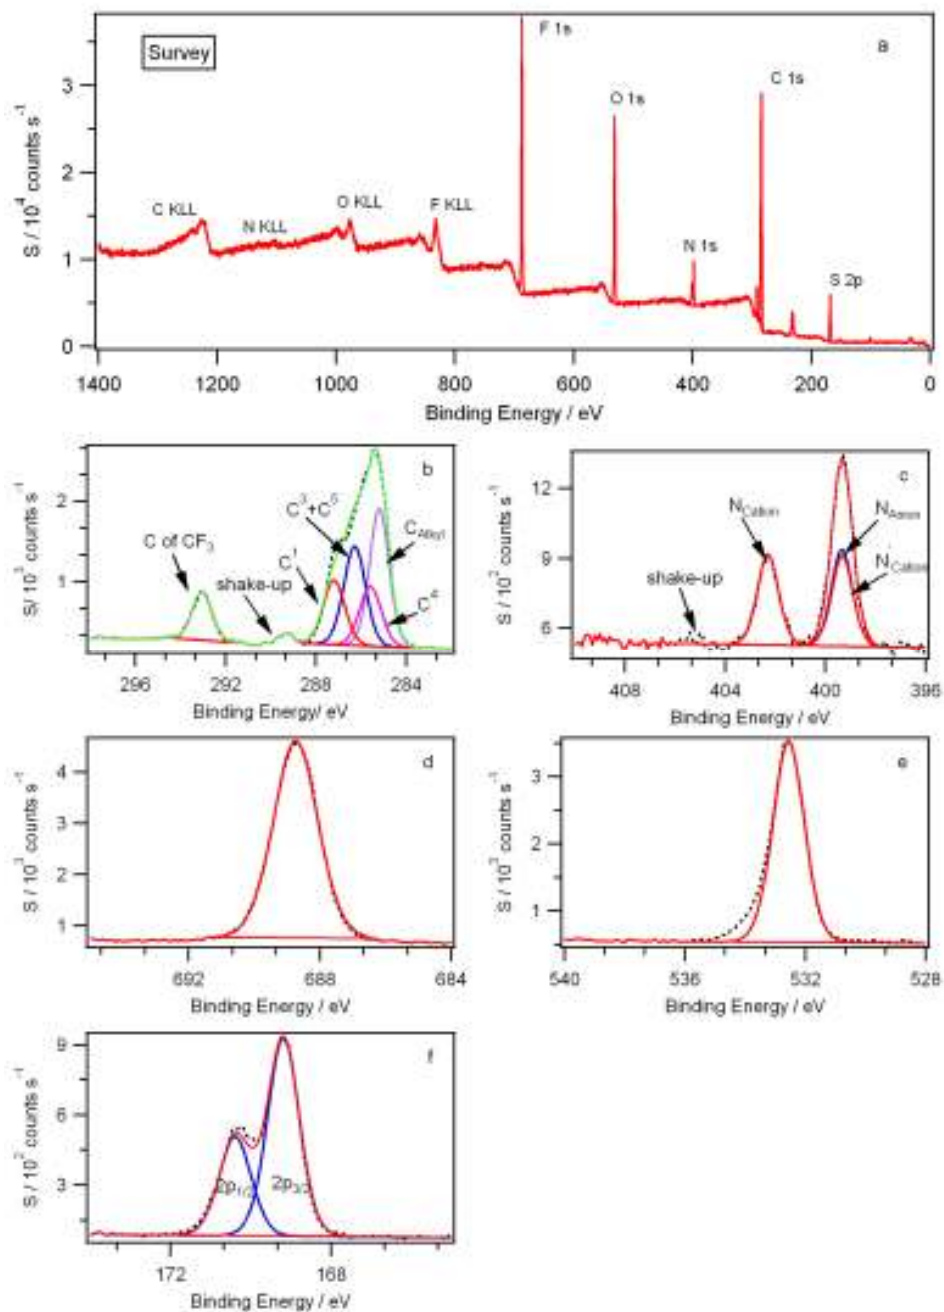 Survey
a
F 1s
O 1s
C 1s
N 1s
S 2p
C KLL
N KLL
O KLL
F KLL
S / 10⁴ counts s⁻¹
3
2
1
0
1400 1200 1000 800 600 400 200 0
Binding Energy / eV
b
C of CF₃
shake-up
C¹
C³+C⁵
C_Alkyl
C⁴
S/ 10³ counts s⁻¹
2
1
296 292 288 284
Binding Energy/ eV
c
N_Cation
N_Anion
N_Cation
shake-up
S / 10² counts s⁻¹
12
9
6
408 404 400 396
Binding Energy / eV
d
S / 10³ counts s⁻¹
4
3
2
1
692 688 684
Binding Energy / eV
e
S / 10³ counts s⁻¹
3
2
1
540 536 532 528
Binding Energy / eV
f
2p₁/₂
2p₃/₂
S / 10² counts s⁻¹
9
6
3
172 168
Binding Energy / eV